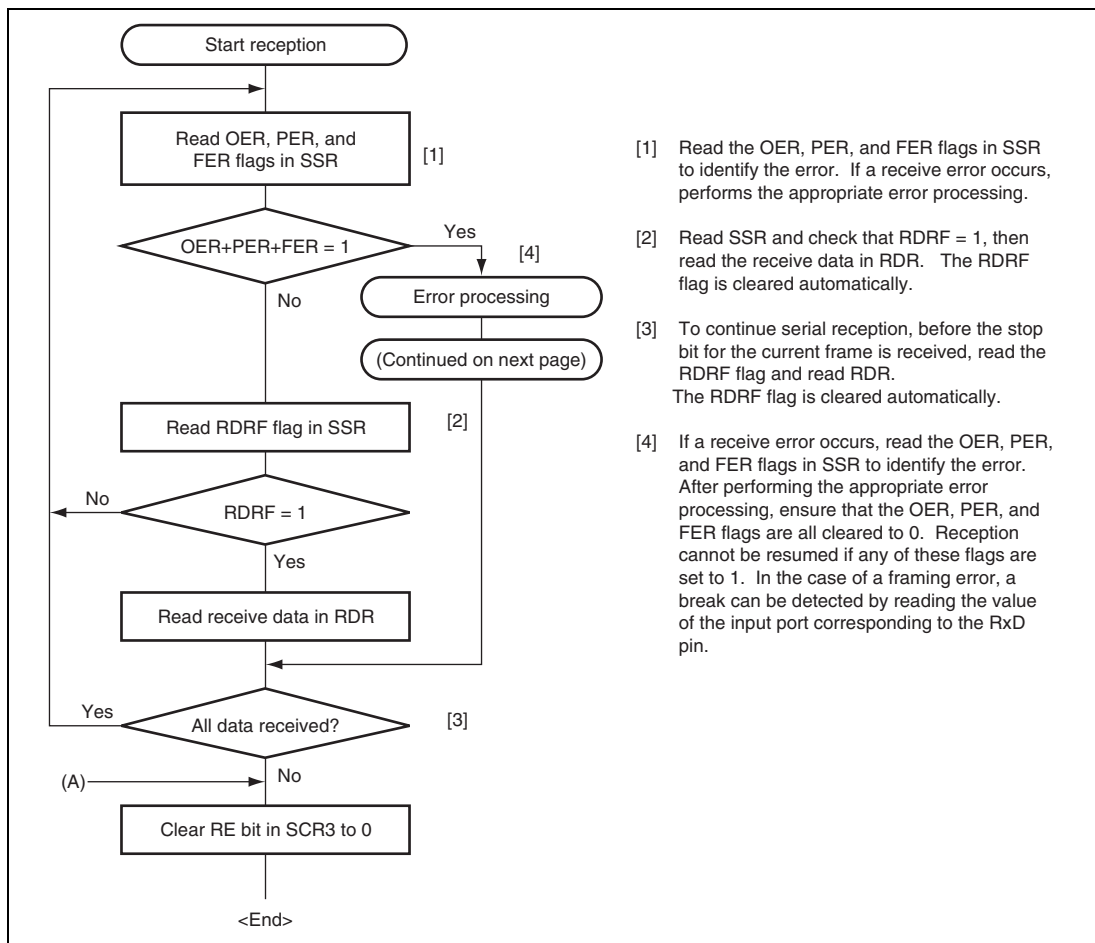 Start reception
Read OER, PER, and
FER flags in SSR
[1]
OER+PER+FER = 1
Yes
[4]
No
Error processing
(Continued on next page)
Read RDRF flag in SSR
[2]
No
RDRF = 1
Yes
Read receive data in RDR
Yes
All data received?
[3]
(A)
No
Clear RE bit in SCR3 to 0
<End>
[1] Read the OER, PER, and FER flags in SSR
to identify the error. If a receive error occurs,
performs the appropriate error processing.
[2] Read SSR and check that RDRF = 1, then
read the receive data in RDR. The RDRF
flag is cleared automatically.
[3] To continue serial reception, before the stop
bit for the current frame is received, read the
RDRF flag and read RDR.
The RDRF flag is cleared automatically.
[4] If a receive error occurs, read the OER, PER,
and FER flags in SSR to identify the error.
After performing the appropriate error
processing, ensure that the OER, PER, and
FER flags are all cleared to 0. Reception
cannot be resumed if any of these flags are
set to 1. In the case of a framing error, a
break can be detected by reading the value
of the input port corresponding to the RxD
pin.